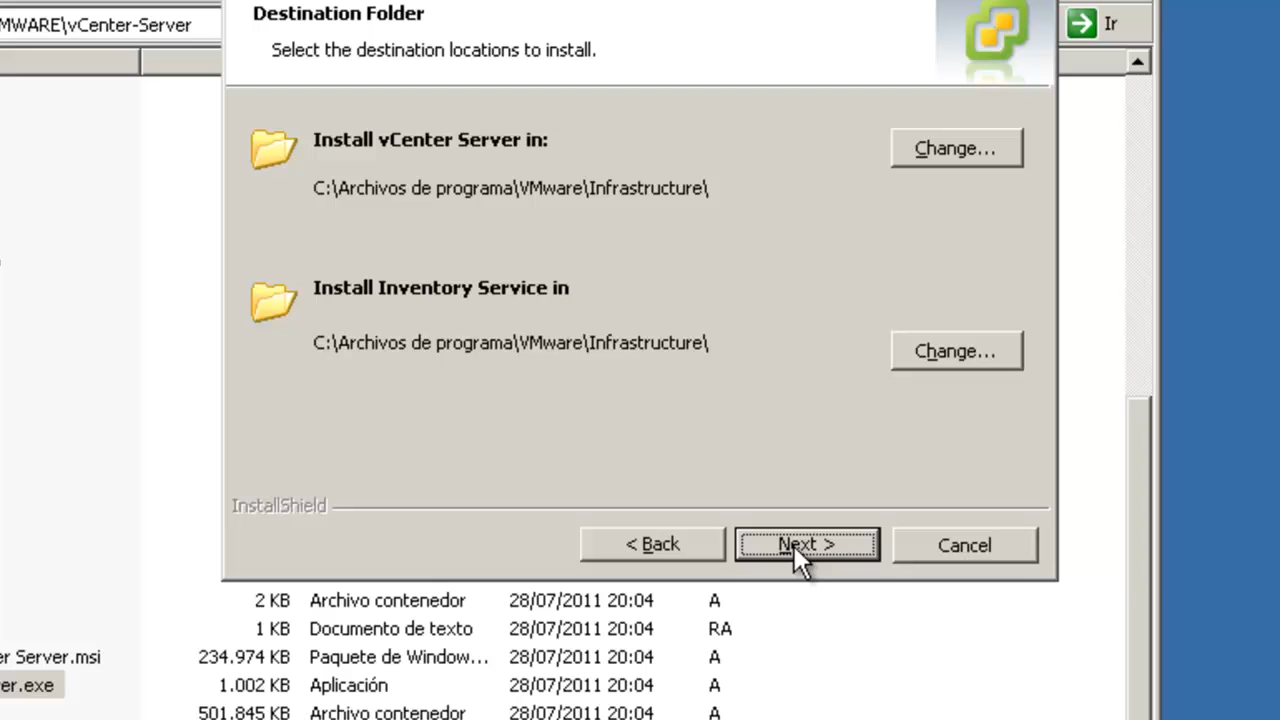 Destination Folder
MWARE\vCenter-Server
Ir
Select the destination locations to install.
Install vCenter Server in:
Change...
C:\Archivos de programa\VMware\Infrastructure\
Install Inventory Service in
C:\Archivos de programa\VMware\Infrastructure\
Change...
InstallShield
< Back
Next >
Cancel
2 KB Archivo contenedor 28/07/2011 20:04 A
1 KB Documento de texto 28/07/2011 20:04 RA
er Server.msi 234.974 KB Paquete de Window... 28/07/2011 20:04 A
er.exe 1.002 KB Aplicación 28/07/2011 20:04 A
501.845 KB Archivo contenedor 28/07/2011 20:04 A